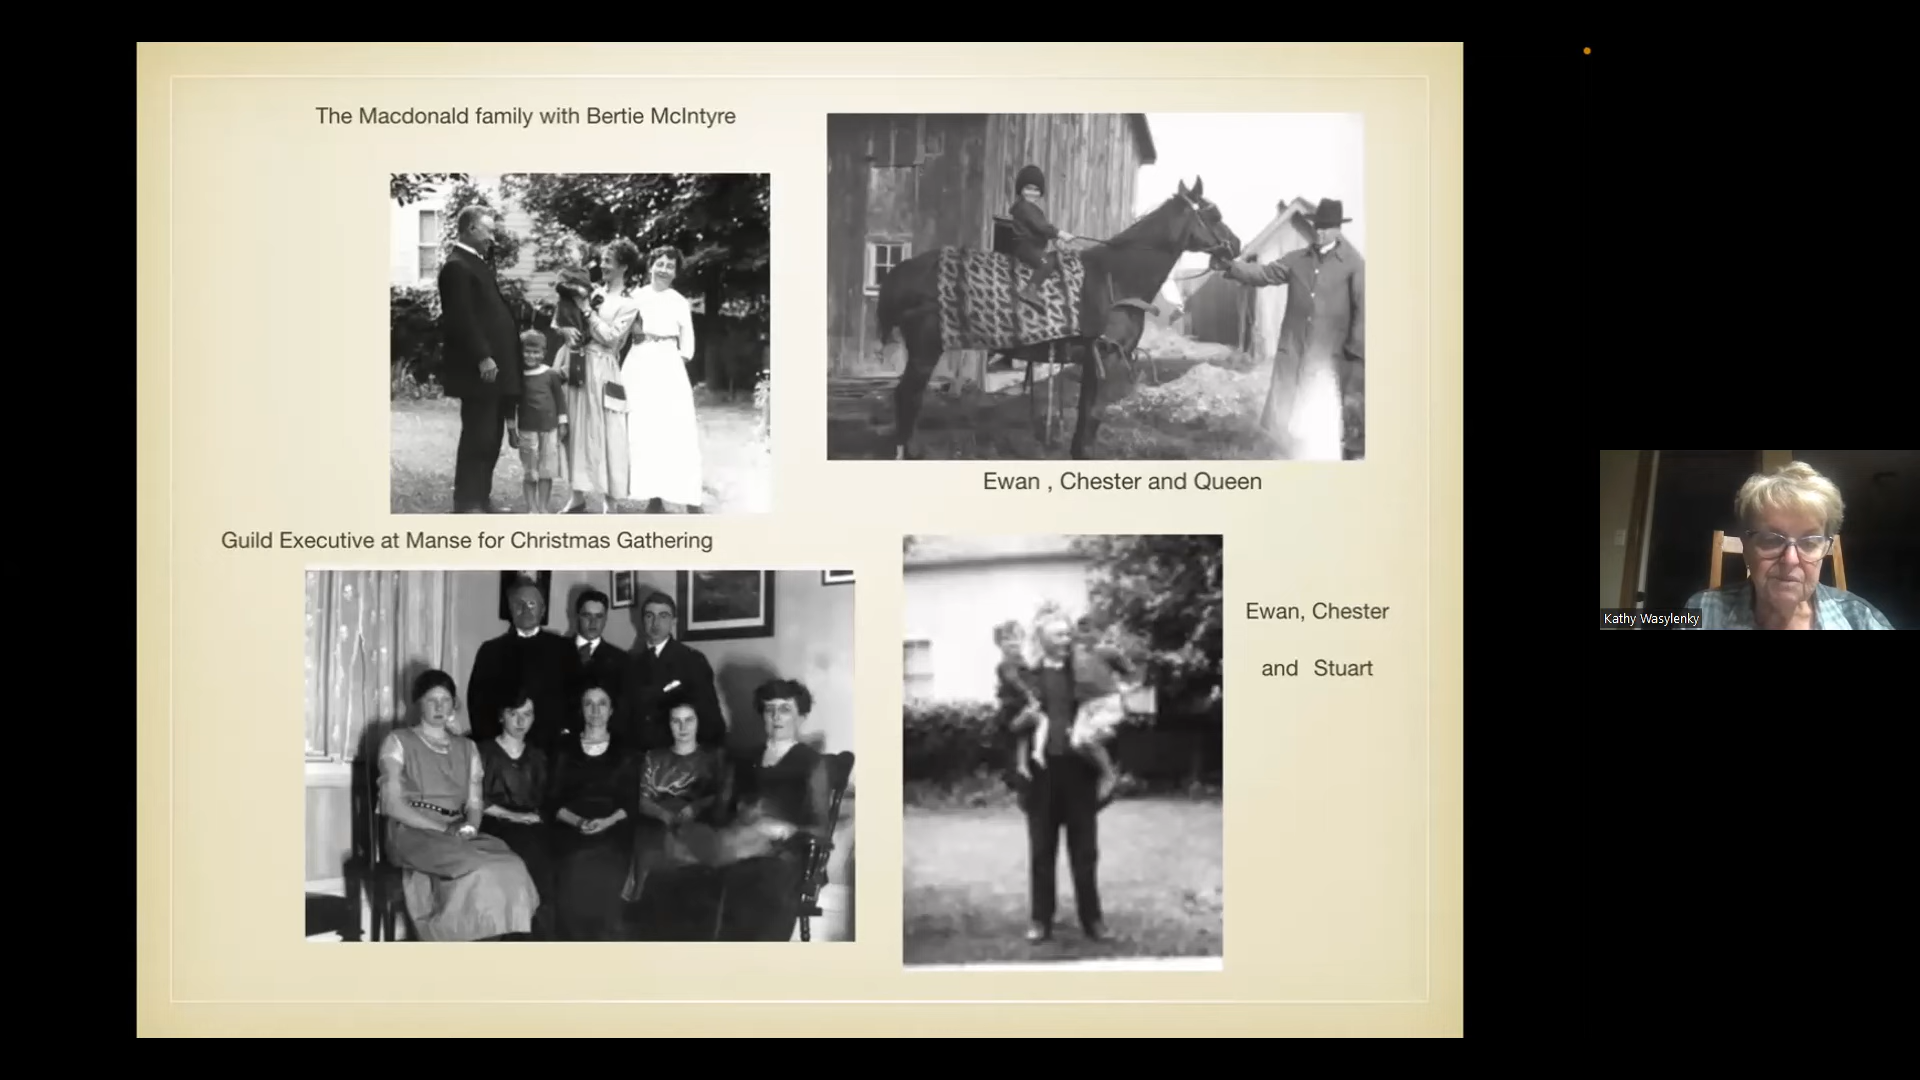 The Macdonald family with Bertie McIntyre
Ewan , Chester and Queen
Guild Executive at Manse for Christmas Gathering
Ewan, Chester
and Stuart
Kathy Wasylenky